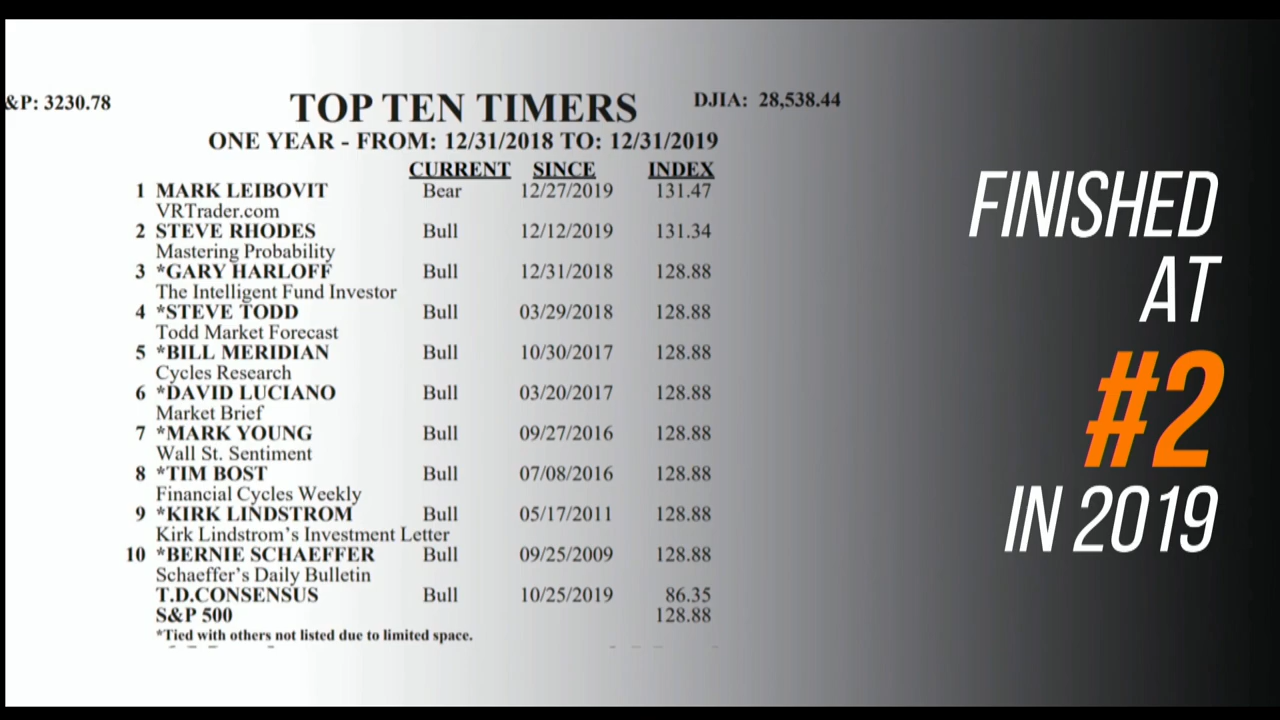 &P: 3230.78
TOP TEN TIMERS
DJIA: 28,538.44
ONE YEAR - FROM: 12/31/2018 TO: 12/31/2019
CURRENT SINCE INDEX
1 MARK LEIBOVIT Bear 12/27/2019 131.47
VRTrader.com
2 STEVE RHODES Bull 12/12/2019 131.34
Mastering Probability
3 *GARY HARLOFF Bull 12/31/2018 128.88
The Intelligent Fund Investor
4 *STEVE TODD Bull 03/29/2018 128.88
Todd Market Forecast
5 *BILL MERIDIAN Bull 10/30/2017 128.88
Cycles Research
6 *DAVID LUCIANO Bull 03/20/2017 128.88
Market Brief
7 *MARK YOUNG Bull 09/27/2016 128.88
Wall St. Sentiment
8 *TIM BOST Bull 07/08/2016 128.88
Financial Cycles Weekly
9 *KIRK LINDSTROM Bull 05/17/2011 128.88
Kirk Lindstrom's Investment Letter
10 *BERNIE SCHAEFFER Bull 09/25/2009 128.88
Schaeffer's Daily Bulletin
T.D.CONSENSUS Bull 10/25/2019 86.35
S&P 500 128.88
*Tied with others not listed due to limited space.
FINISHED
AT
#2
IN 2019